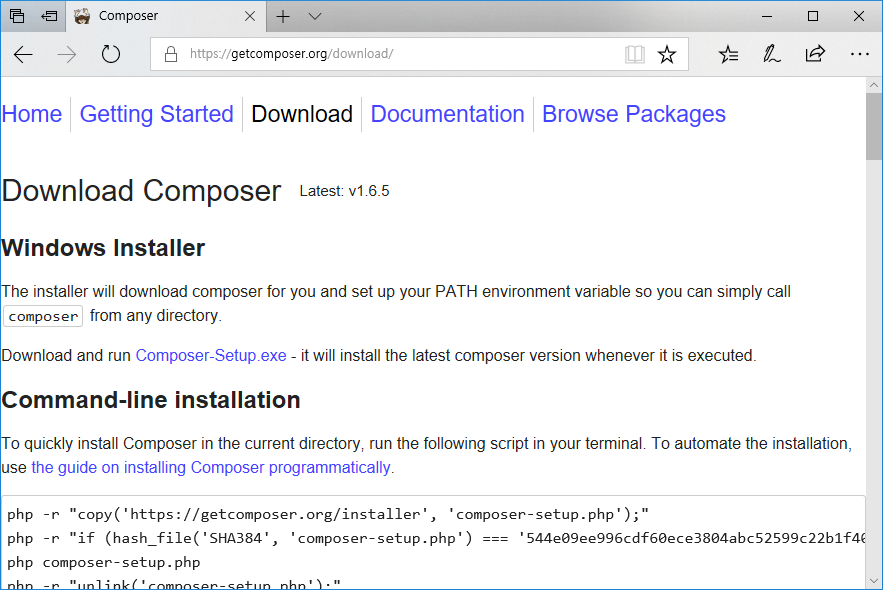 Composer
https://getcomposer.org/download/
Home Getting Started Download Documentation Browse Packages
Download Composer Latest: v1.6.5
Windows Installer
The installer will download composer for you and set up your PATH environment variable so you can simply call
composer from any directory.
Download and run Composer-Setup.exe - it will install the latest composer version whenever it is executed.
Command-line installation
To quickly install Composer in the current directory, run the following script in your terminal. To automate the installation,
use the guide on installing Composer programmatically.
php -r "copy('https://getcomposer.org/installer', 'composer-setup.php');"
php -r "if (hash_file('SHA384', 'composer-setup.php') === '544e09ee996cdf60ece3804abc52599c22b1f40
php composer-setup.php
php -r "unlink('composer-setup.php');"